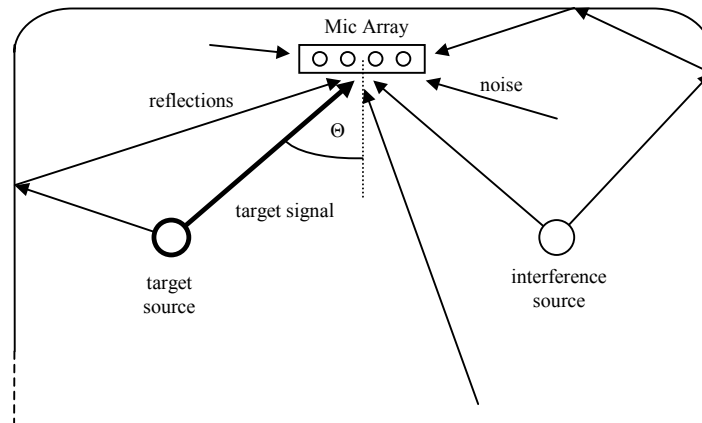 Mic Array
reflections
noise
Θ
target signal
target
source
interference
source